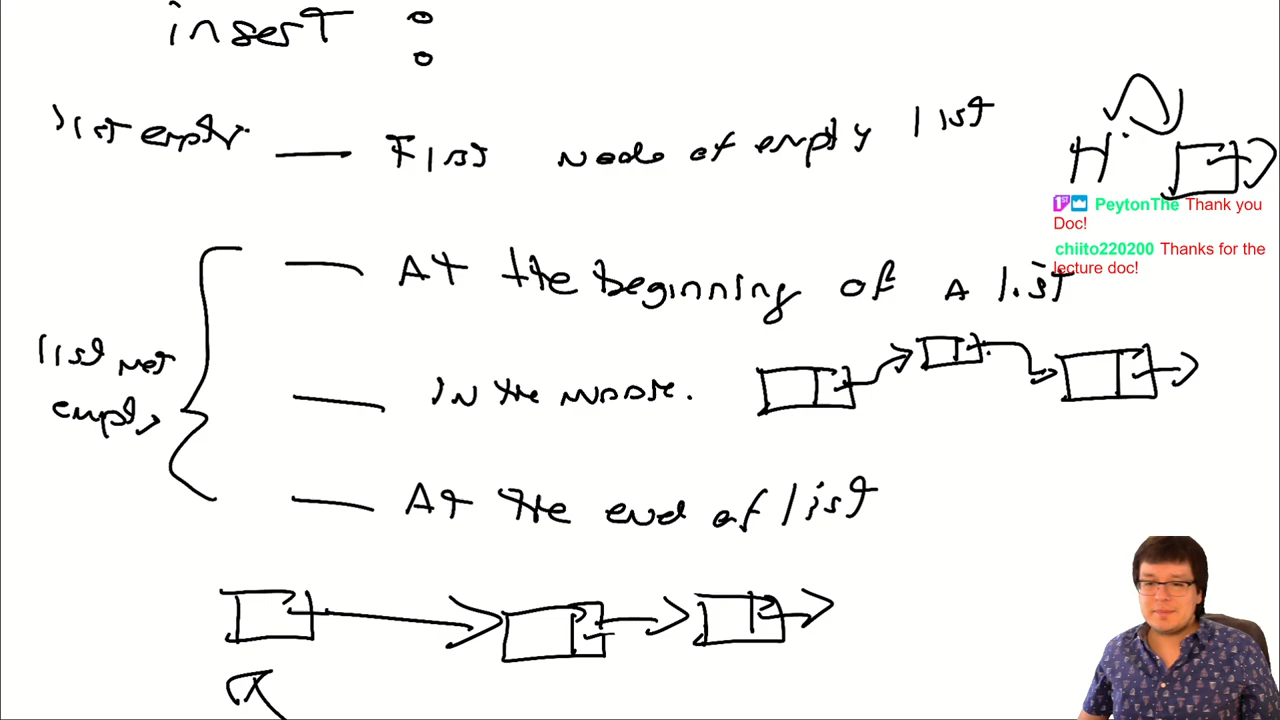 insert :
list empty — First Node of empty list
H
PeytonThe Thank you
Doc!
chiito220200 Thanks for the
lecture doc!
— At the beginning of A list
list not
empty
— in the middle.
— At the end of list